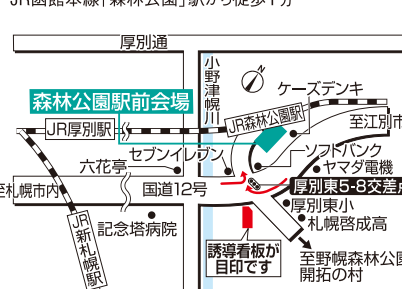 JR函館本線「森林公園」駅から徒歩1分
厚別通
小野津幌川
ケーズデンキ
森林公園駅前会場
JR森林公園駅
至江別市
JR厚別駅
セブンイレブン
ソフトバンク
六花亭
ヤマダ電機
至札幌市内
国道12号
厚別東5-8交差点
厚別東小
JR新札幌駅
記念塔病院
札幌啓成高
誘導看板が
目印です
至野幌森林公園
開拓の村